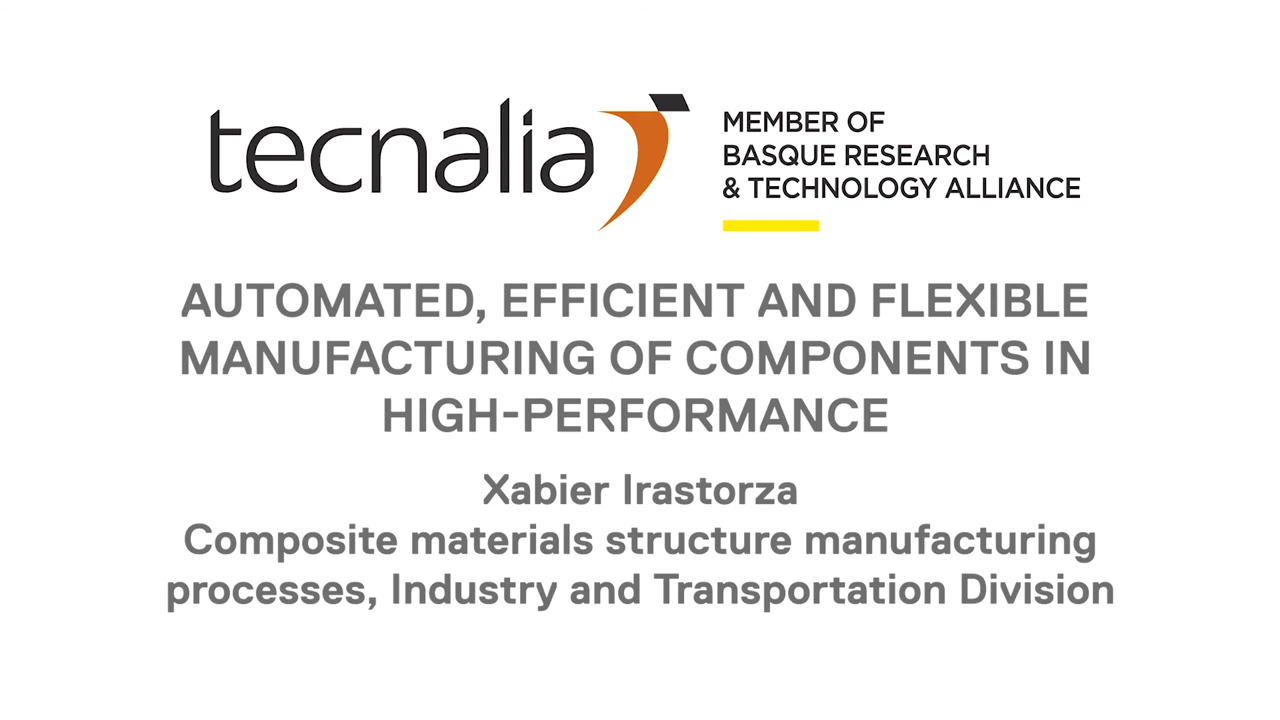 tecnalia
MEMBER OF
BASQUE RESEARCH
& TECHNOLOGY ALLIANCE
AUTOMATED, EFFICIENT AND FLEXIBLE
MANUFACTURING OF COMPONENTS IN
HIGH-PERFORMANCE
Xabier Irastorza
Composite materials structure manufacturing
processes, Industry and Transportation Division